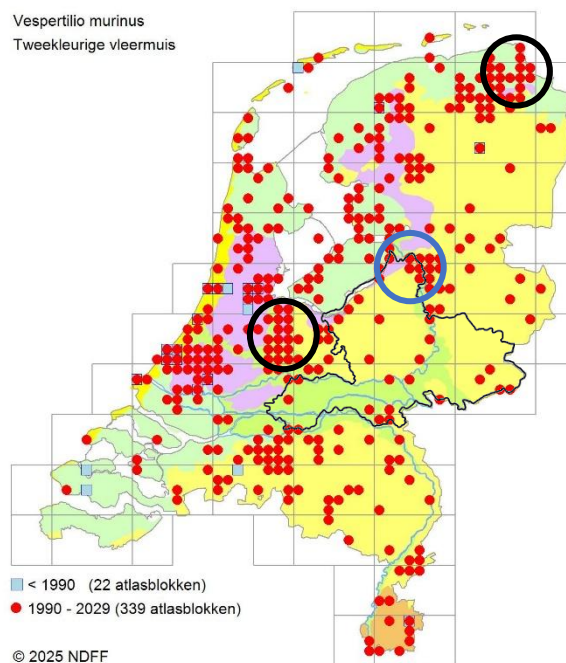 Vespertilio murinus
Tweekleurige vleermuis
< 1990 (22 atlasblokken)
1990 - 2029 (339 atlasblokken)
© 2025 NDFF